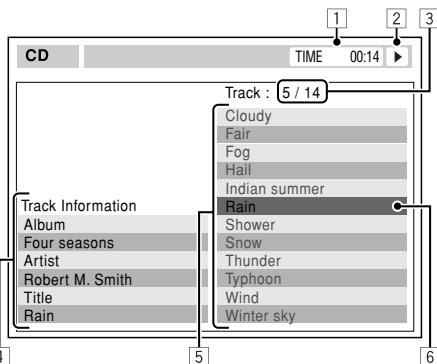 1 2 3
CD TIME 00:14
Track : 5 / 14
Cloudy
Fair
Fog
Hail
Indian summer
Rain
Shower
Snow
Thunder
Typhoon
Wind
Winter sky
Track Information
Album
Four seasons
Artist
Robert M. Smith
Title
Rain
4 5 6